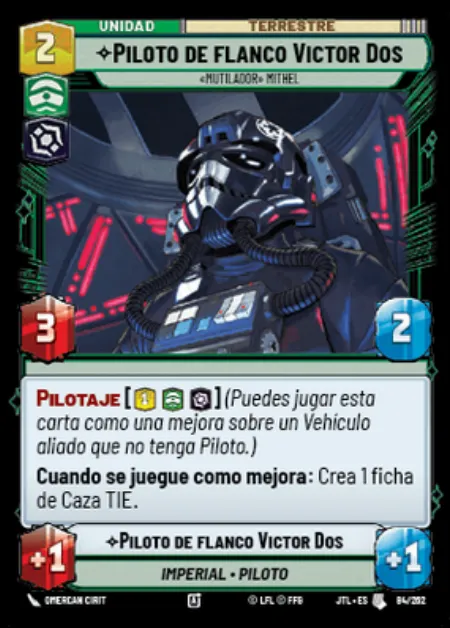 UNIDAD TERRESTRE
2 PILOTO DE FLANCO VICTOR DOS
«MUTILADOR» MITHEL
3 2
PILOTAJE [1] (Puedes jugar esta
carta como una mejora sobre un Vehículo
aliado que no tenga Piloto.)
Cuando se juegue como mejora: Crea 1 ficha
de Caza TIE.
PILOTO DE FLANCO VICTOR DOS
+1 +1
IMPERIAL • PILOTO
OMERCAN CIRIT A © LFL © FFG JTL • ES 84/262